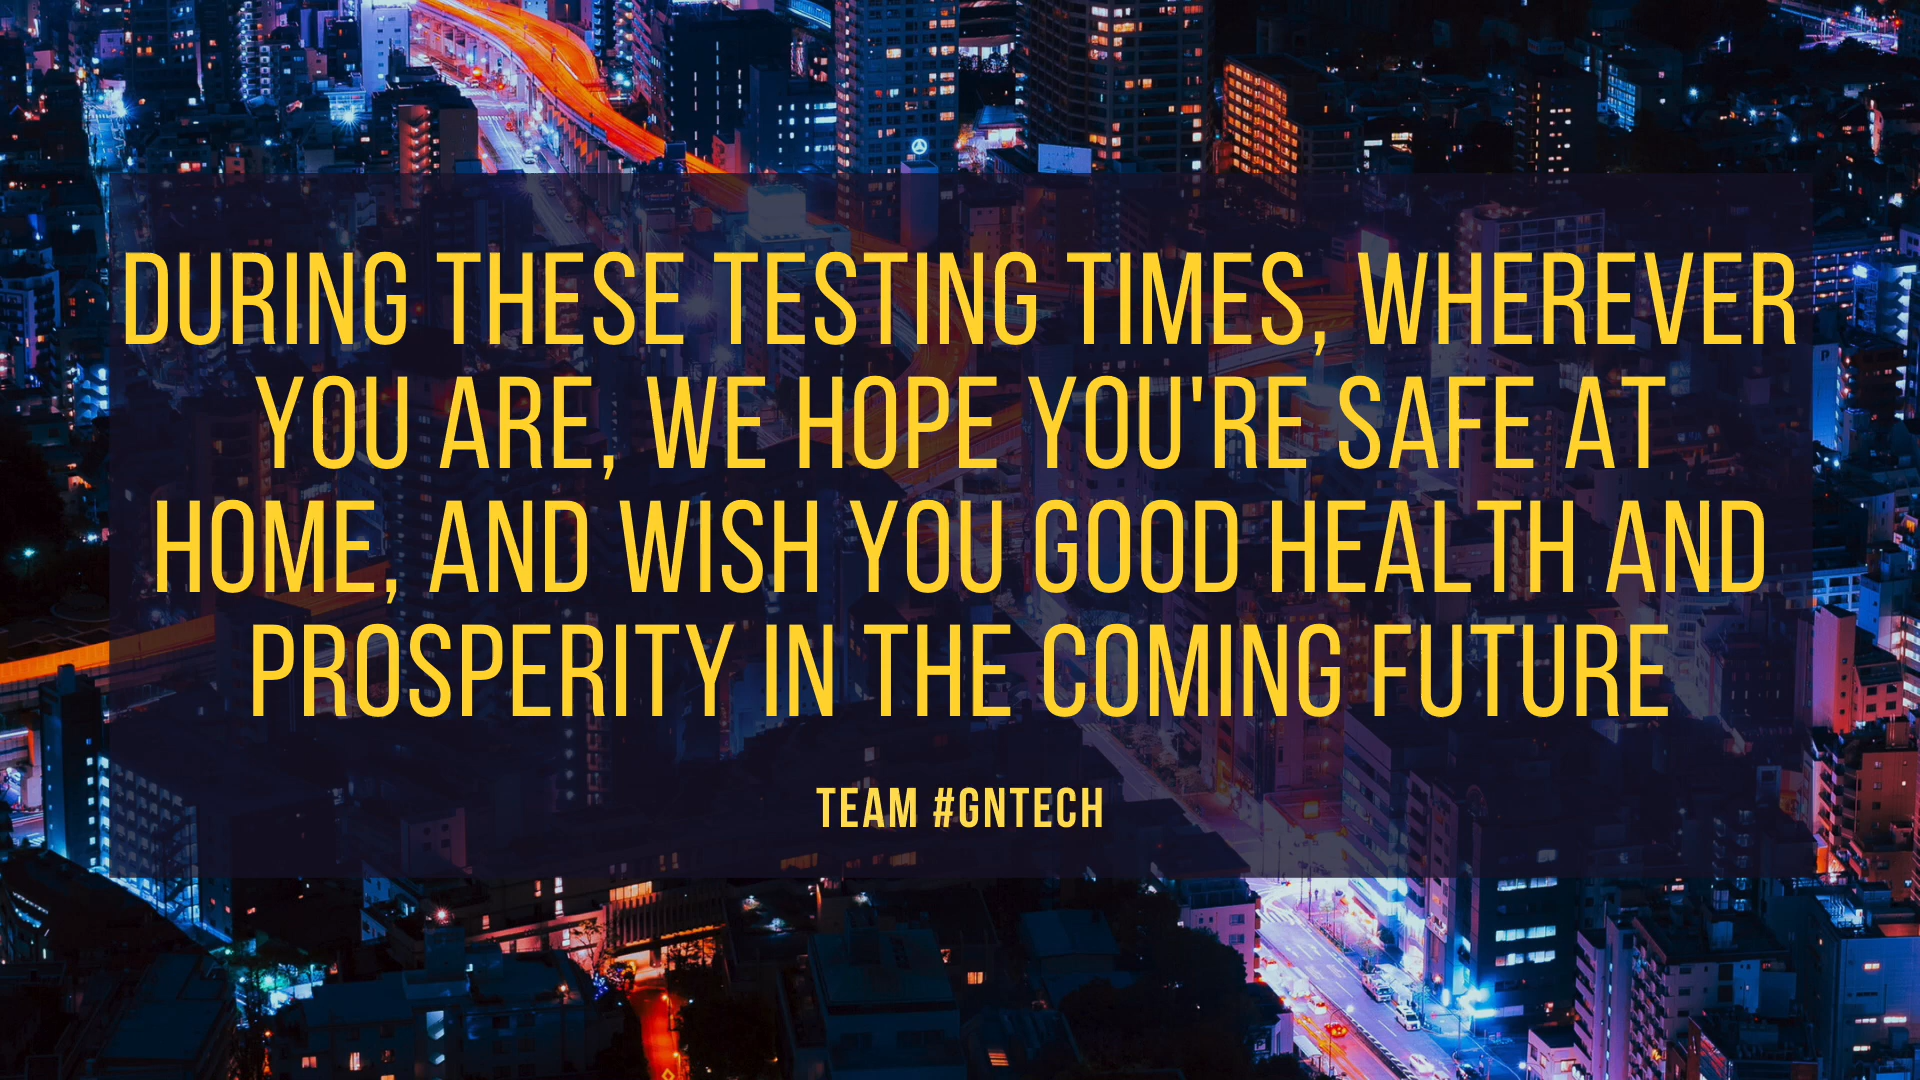 DURING THESE TESTING TIMES, WHEREVER
YOU ARE, WE HOPE YOU'RE SAFE AT
HOME, AND WISH YOU GOOD HEALTH AND
PROSPERITY IN THE COMING FUTURE
TEAM #GNTECH